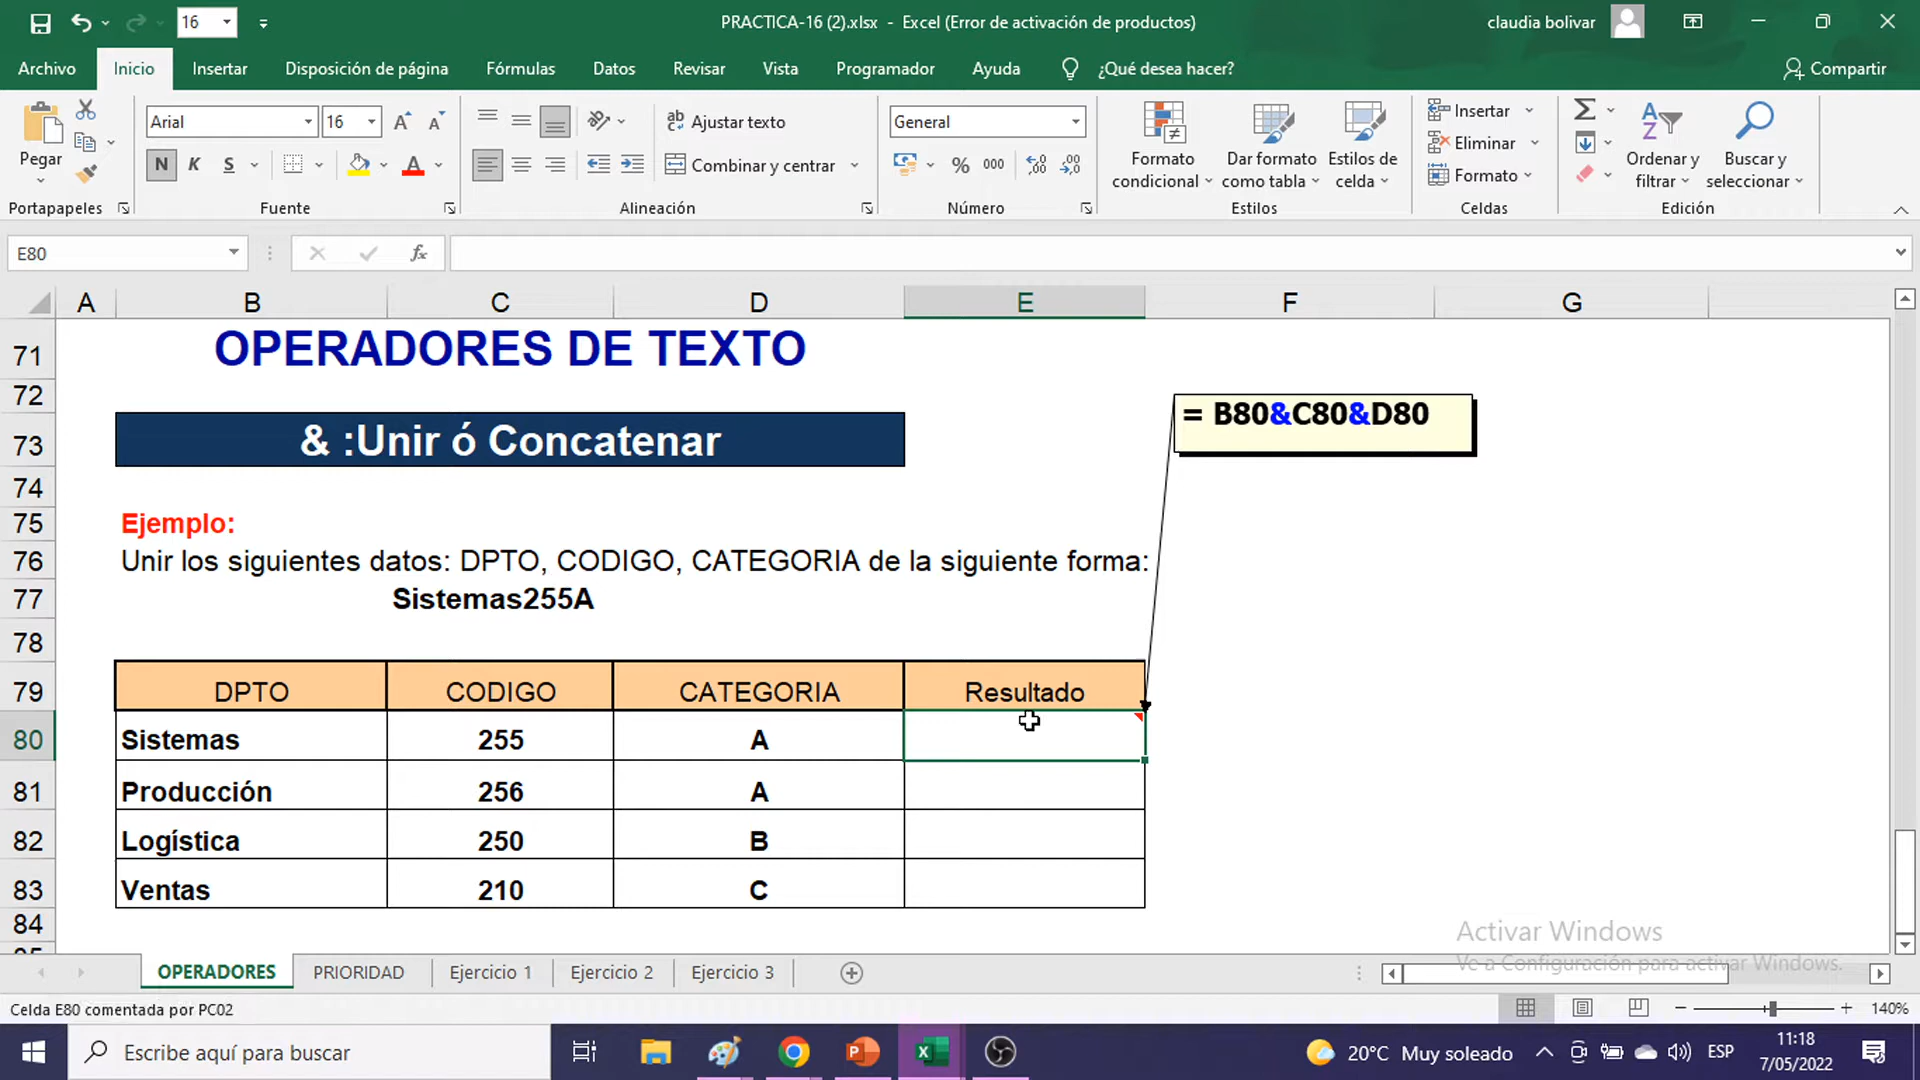 16
PRACTICA-16 (2).xlsx - Excel (Error de activación de productos)
claudia bolivar
Archivo
Inicio
Insertar
Disposición de página
Fórmulas
Datos
Revisar
Vista
Programador
Ayuda
¿Qué desea hacer?
Compartir
Pegar
Portapapeles
Arial
16
N K S
Fuente
Ajustar texto
Combinar y centrar
Alineación
General
% 000
Número
Formato condicional
Dar formato como tabla
Estilos de celda
Estilos
Insertar
Eliminar
Formato
Celdas
Ordenar y filtrar
Buscar y seleccionar
Edición
E80
fx
A B C D E F G
71 OPERADORES DE TEXTO
72
= B80&C80&D80
73 & :Unir ó Concatenar
74
75 Ejemplo:
76 Unir los siguientes datos: DPTO, CODIGO, CATEGORIA de la siguiente forma:
77 Sistemas255A
78
79 DPTO CODIGO CATEGORIA Resultado
80 Sistemas 255 A
81 Producción 256 A
82 Logística 250 B
83 Ventas 210 C
84
Activar Windows
Ve a Configuración para activar Windows.
OPERADORES
PRIORIDAD
Ejercicio 1
Ejercicio 2
Ejercicio 3
Celda E80 comentada por PC02
140%
Escribe aquí para buscar
20°C Muy soleado
ESP
11:18
7/05/2022